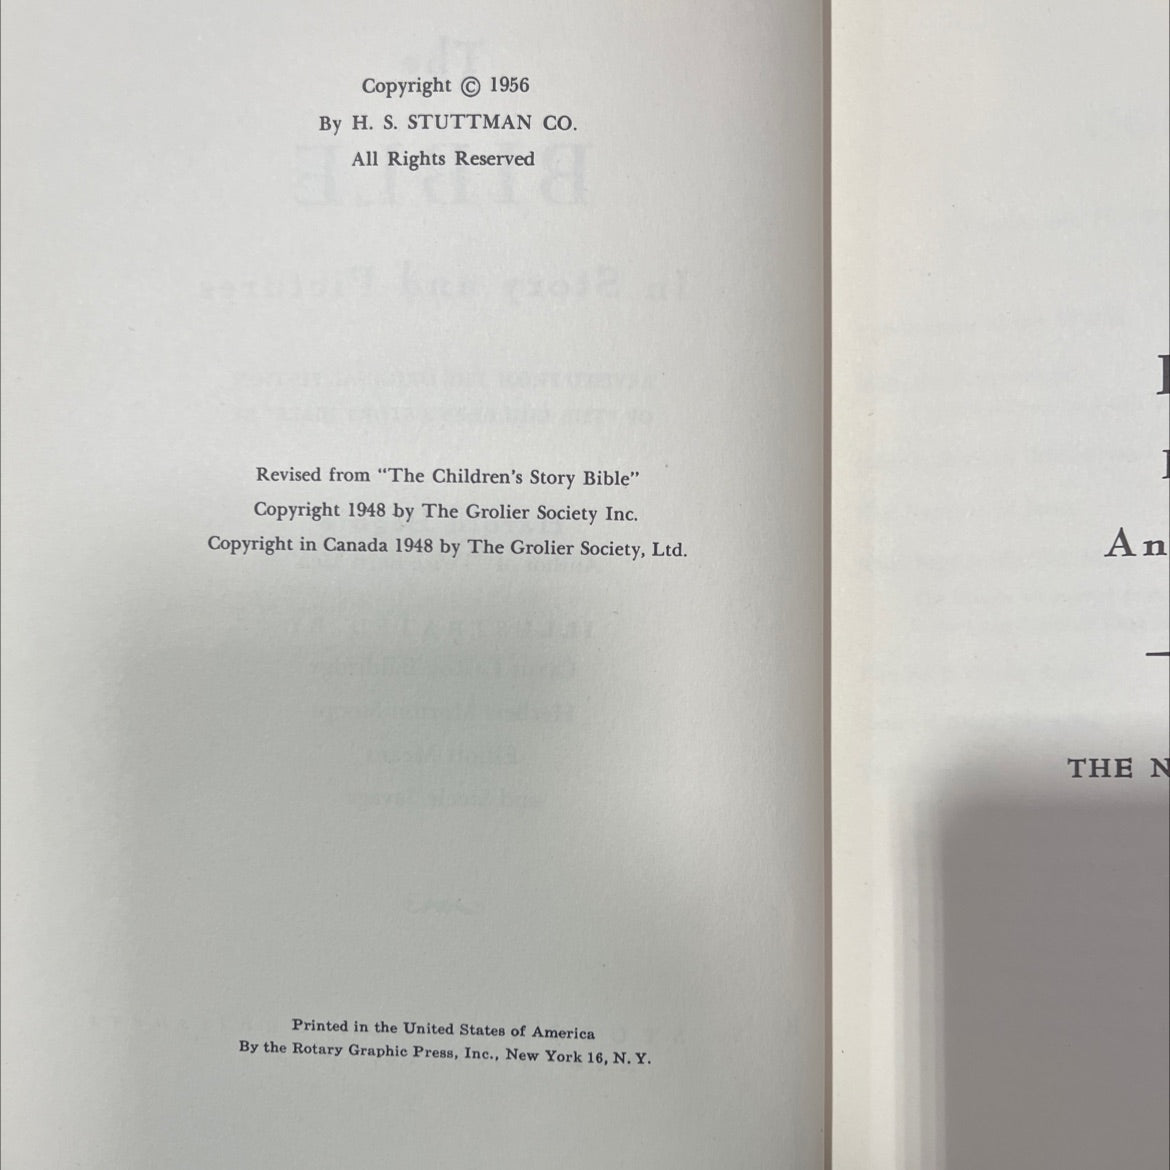 Copyright © 1956
By H. S. STUTTMAN CO.
All Rights Reserved
Revised from “The Children’s Story Bible”
Copyright 1948 by The Grolier Society Inc.
Copyright in Canada 1948 by The Grolier Society, Ltd.
Printed in the United States of America
By the Rotary Graphic Press, Inc., New York 16, N. Y.
An
THE N